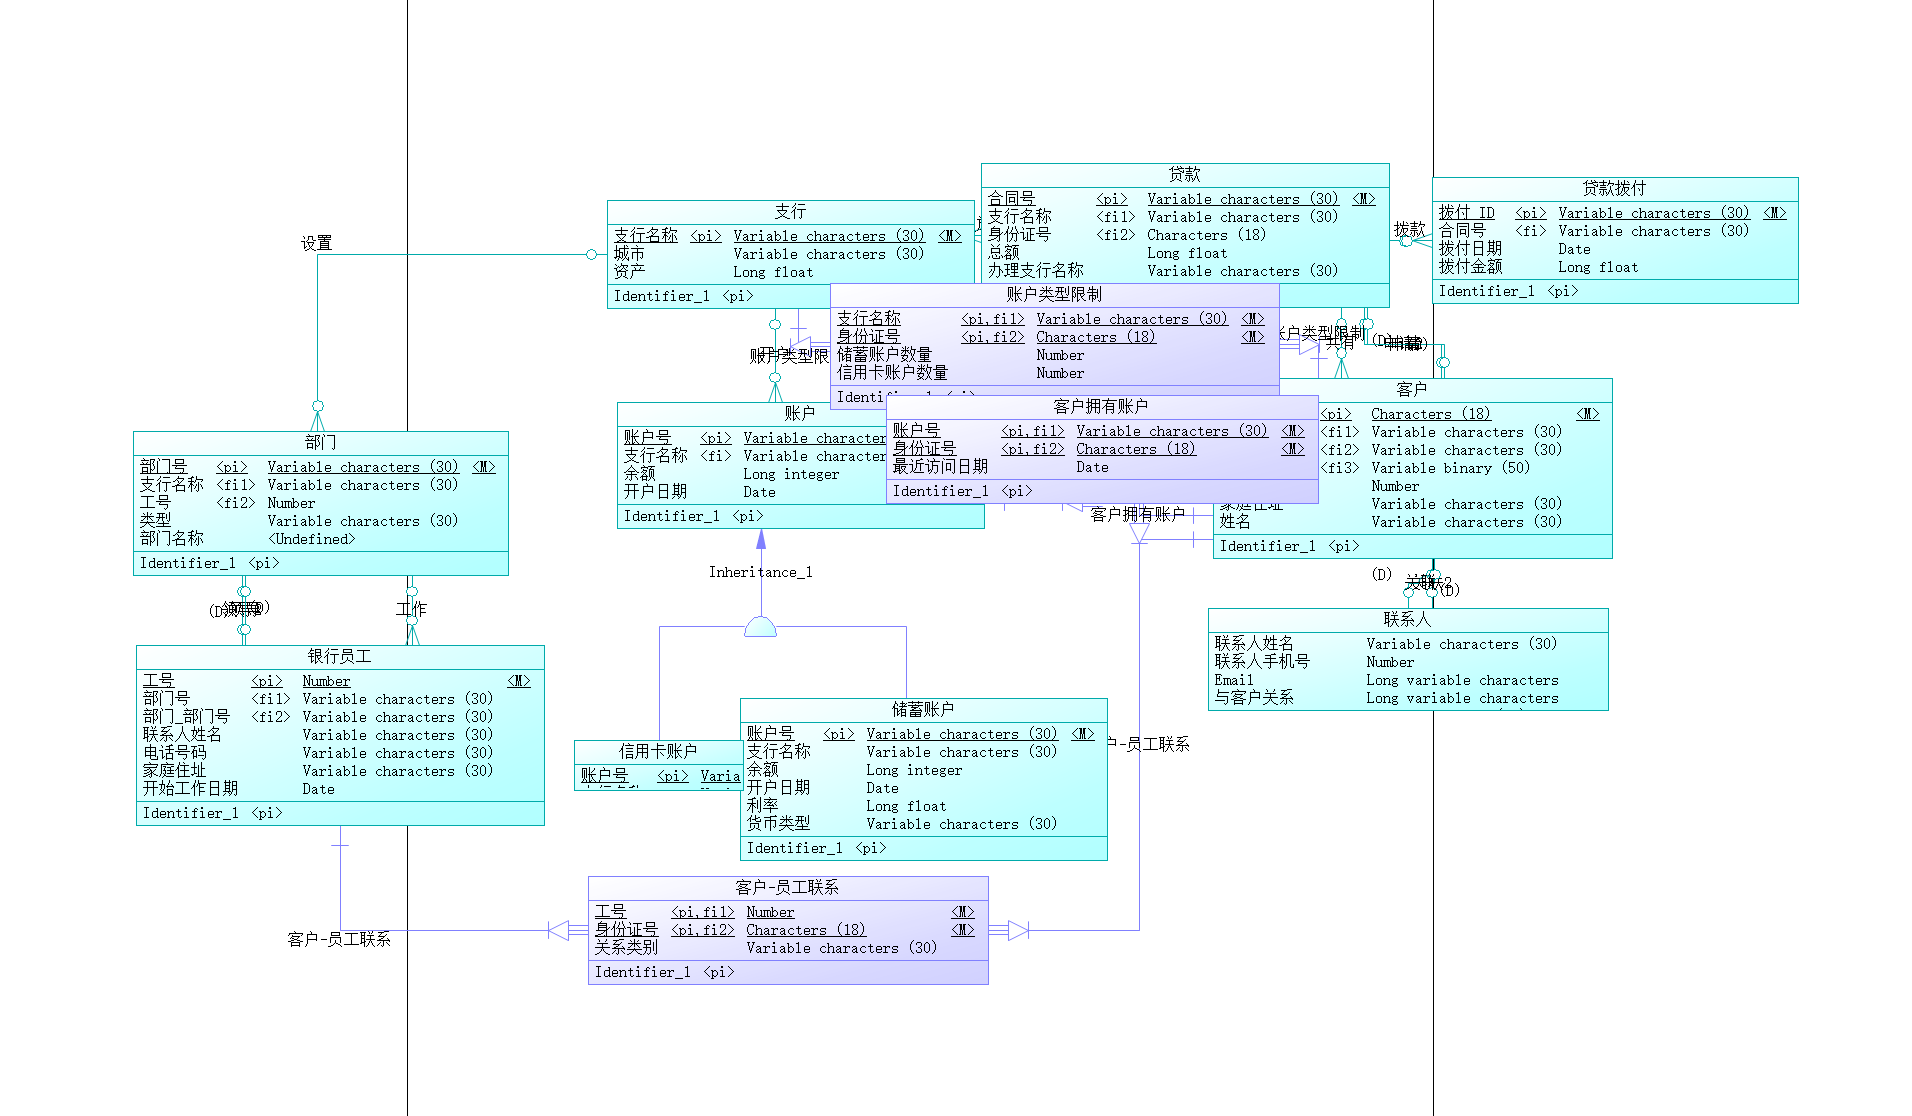 设置
支行
支行名称 <pi> Variable characters (30) <M>
城市 Variable characters (30)
资产 Long float
Identifier_1 <pi>
贷款
合同号 <pi> Variable characters (30) <M>
支行名称 <fi1> Variable characters (30)
身份证号 <fi2> Characters (18)
总额 Long float
办理支行名称 Variable characters (30)
拨款
贷款拨付
拨付 ID <pi> Variable characters (30) <M>
合同号 <fi> Variable characters (30)
拨付日期 Date
拨付金额 Long float
Identifier_1 <pi>
账户类型限制
支行名称 <pi,fi1> Variable characters (30) <M>
身份证号 <pi,fi2> Characters (18) <M>
储蓄账户数量 Number
信用卡账户数量 Number
Identifier_1 <pi>
账户类型限
账户类型限制
共有
(D)
客户拥有账户
账户号 <pi,fi1> Variable characters (30) <M>
身份证号 <pi,fi2> Characters (18) <M>
最近访问日期 Date
Identifier_1 <pi>
客户拥有账户
账户
账户号 <pi> Variable character
支行名称 <fi> Variable character
余额 Long integer
开户日期 Date
Identifier_1 <pi>
客户
<pi> Characters (18) <M>
<fi1> Variable characters (30)
<fi2> Variable characters (30)
<fi3> Variable binary (50)
Number
家庭住址 Variable characters (30)
姓名 Variable characters (30)
Identifier_1 <pi>
部门
部门号 <pi> Variable characters (30) <M>
支行名称 <fi1> Variable characters (30)
工号 <fi2> Number
类型 Variable characters (30)
部门名称 <Undefined>
Identifier_1 <pi>
工作
Inheritance_1
(D)
(D)
联系人
联系人姓名 Variable characters (30)
联系人手机号 Number
Email Long variable characters
与客户关系 Long variable characters
银行员工
工号 <pi> Number <M>
部门号 <fi1> Variable characters (30)
部门_部门号 <fi2> Variable characters (30)
联系人姓名 Variable characters (30)
电话号码 Variable characters (30)
家庭住址 Variable characters (30)
开始工作日期 Date
Identifier_1 <pi>
信用卡账户
账户号 <pi> Varia
储蓄账户
账户号 <pi> Variable characters (30) <M>
支行名称 Variable characters (30)
余额 Long integer
开户日期 Date
利率 Long float
货币类型 Variable characters (30)
Identifier_1 <pi>
户-员工联系
客户-员工联系
工号 <pi,fi1> Number <M>
身份证号 <pi,fi2> Characters (18) <M>
关系类别 Variable characters (30)
Identifier_1 <pi>
客户-员工联系